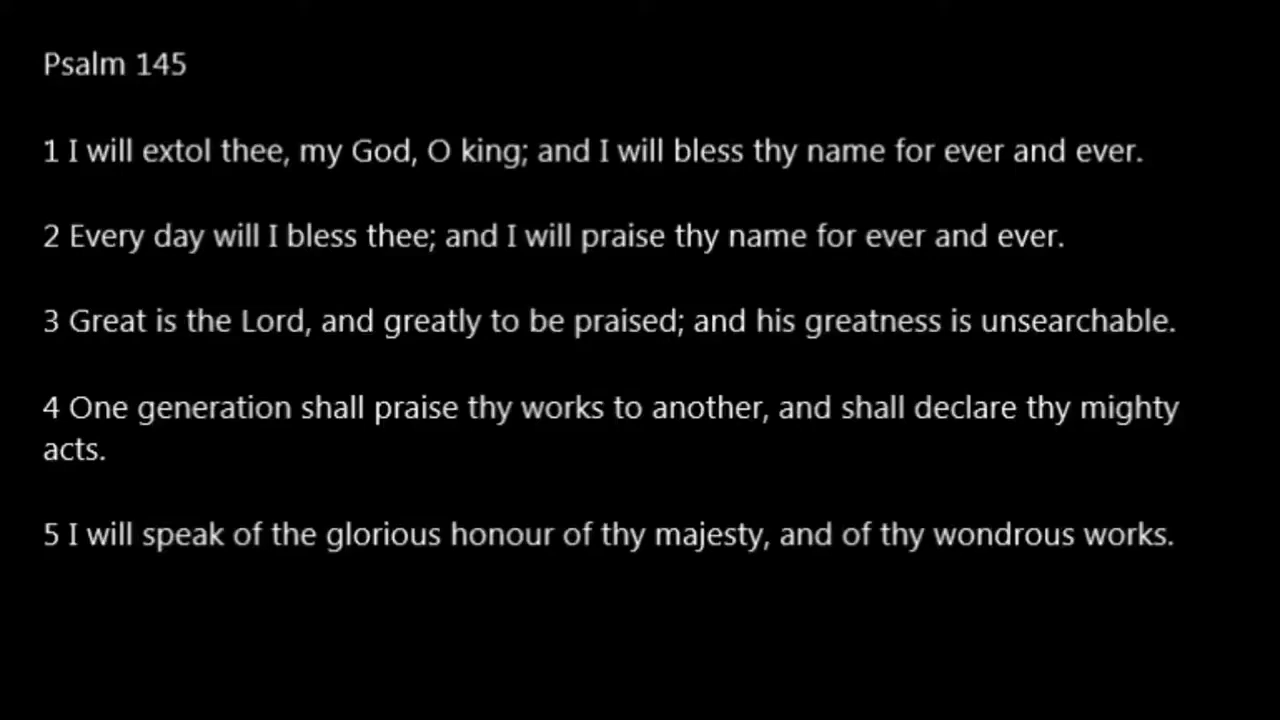 Psalm 145
1 I will extol thee, my God, O king; and I will bless thy name for ever and ever.
2 Every day will I bless thee; and I will praise thy name for ever and ever.
3 Great is the Lord, and greatly to be praised; and his greatness is unsearchable.
4 One generation shall praise thy works to another, and shall declare thy mighty
acts.
5 I will speak of the glorious honour of thy majesty, and of thy wondrous works.